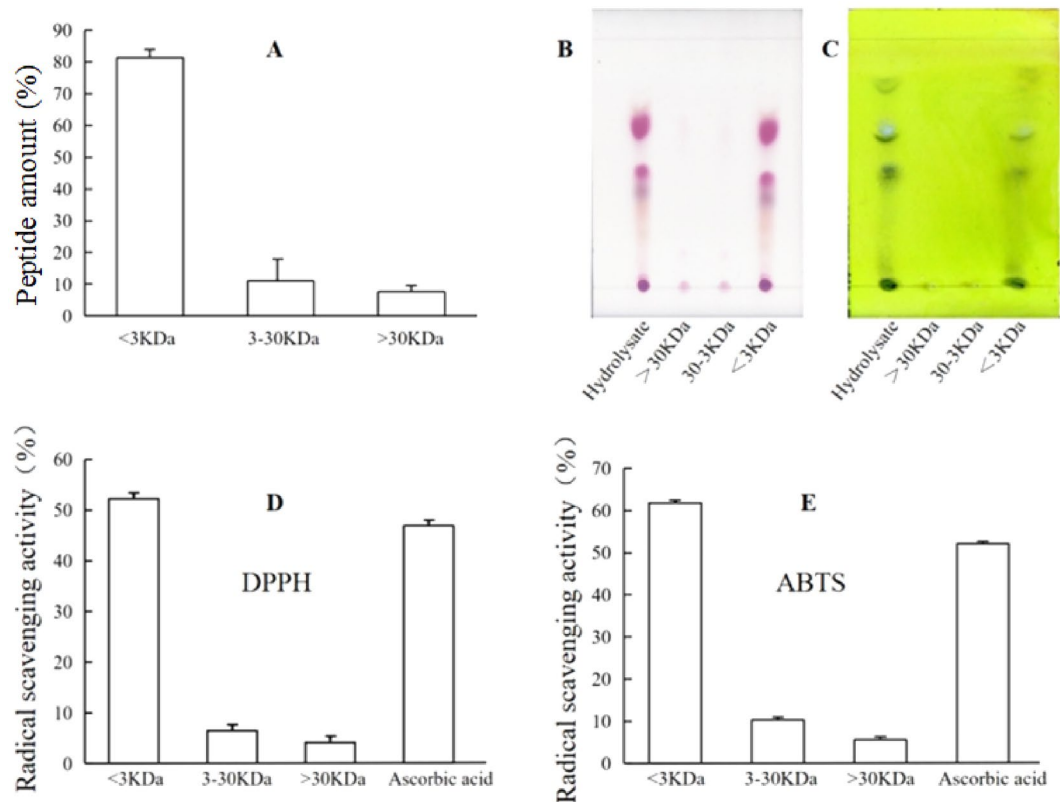 A
Peptide amount (%)
90
80
70
60
50
40
30
20
10
0
<3KDa 3-30KDa >30KDa
B
Hydrolysate >30KDa 30-3KDa <3KDa
C
Hydrolysate >30KDa 30-3KDa <3KDa
D
DPPH
Radical scavenging activity (%)
60
50
40
30
20
10
0
<3KDa 3-30KDa >30KDa Ascorbic acid
E
ABTS
Radical scavenging activity (%)
70
60
50
40
30
20
10
0
<3KDa 3-30KDa >30KDa Ascorbic acid